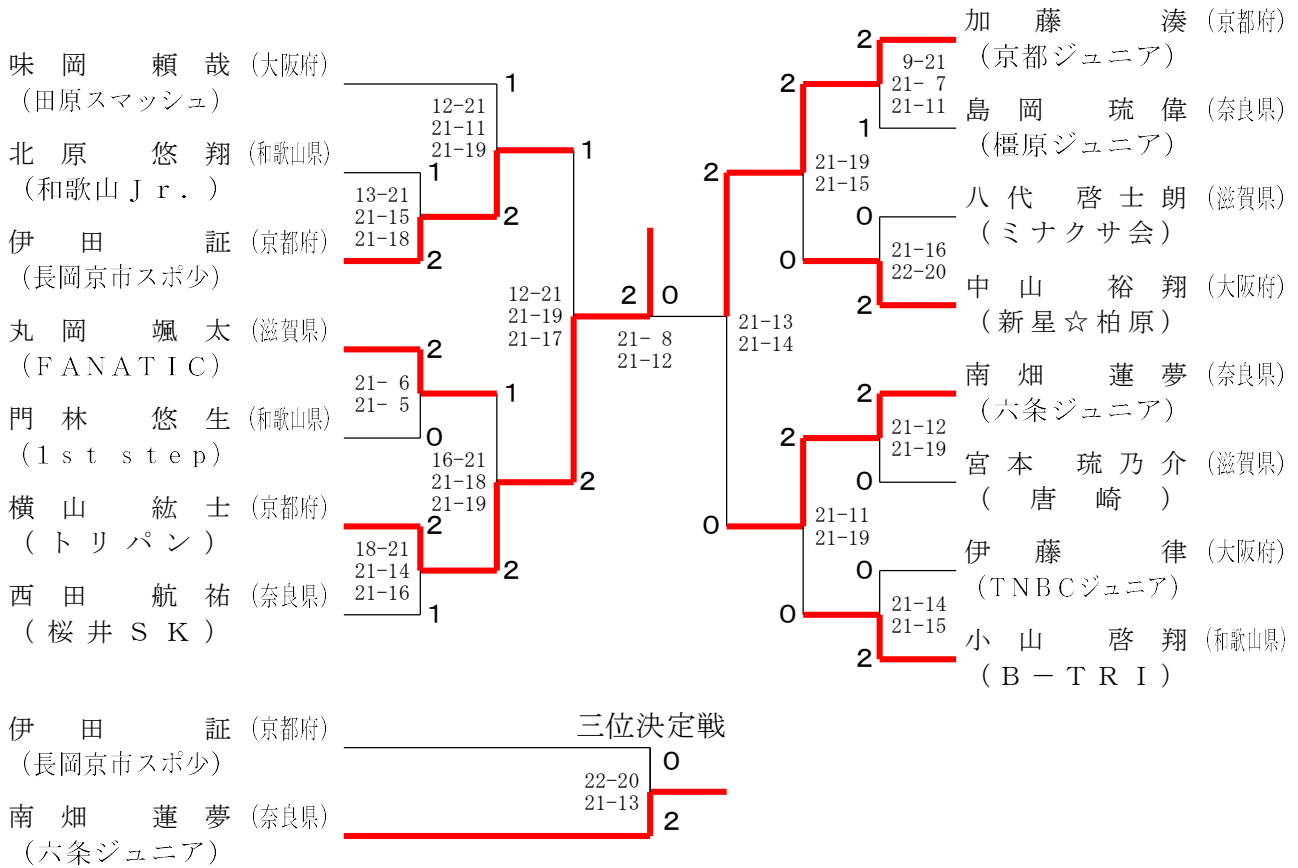 味岡 頼哉 (大阪府)
(田原スマッシュ)
北原 悠翔 (和歌山県)
(和歌山Jr.)
伊田 証 (京都府)
(長岡京市スポ少)
丸岡 颯太 (滋賀県)
(FANATIC)
門林 悠生 (和歌山県)
(1st step)
横山 紘士 (京都府)
(トリパン)
西田 航祐 (奈良県)
(桜井SK)
1
12-21
21-11
21-19
2
1
13-21
21-15
21-18
2
2
21- 6
21- 5
0
1
16-21
21-18
21-19
2
2
18-21
21-14
21-16
1
1
12-21
21-19
21-17
2
2 0
21- 8
21-12
2
21-13
21-14
0
2
21-19
21-15
0
2
21-11
21-19
0
2
9-21
21- 7
21-11
1
0
21-16
22-20
2
2
21-12
21-19
0
0
21-14
21-15
2
加藤 湊 (京都府)
(京都ジュニア)
島岡 琉偉 (奈良県)
(橿原ジュニア)
八代 啓士朗 (滋賀県)
(ミナクサ会)
中山 裕翔 (大阪府)
(新星☆柏原)
南畑 蓮夢 (奈良県)
(六条ジュニア)
宮本 琉乃介 (滋賀県)
(唐崎)
伊藤 律 (大阪府)
(TNBCジュニア)
小山 啓翔 (和歌山県)
(B－TRI)
三位決定戦
伊田 証 (京都府)
(長岡京市スポ少)
南畑 蓮夢 (奈良県)
(六条ジュニア)
0
22-20
21-13
2